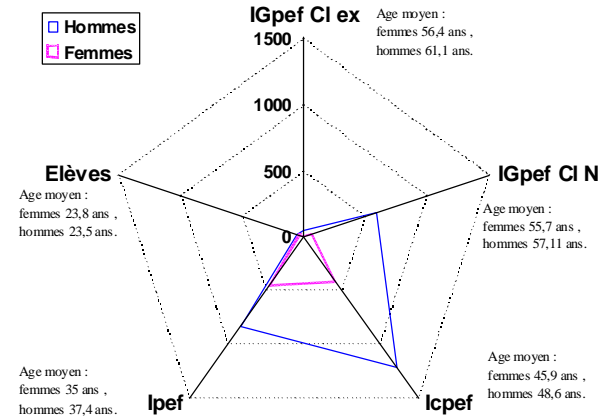 Hommes
Femmes
IGpef Cl ex
Age moyen :
femmes 56,4 ans ,
hommes 61,1 ans.
1500
1000
500
0
Elèves
Age moyen :
femmes 23,8 ans ,
hommes 23,5 ans.
IGpef Cl N
Age moyen :
femmes 55,7 ans ,
hommes 57,11 ans.
Age moyen :
femmes 35 ans ,
hommes 37,4 ans.
Ipef
Icpef
Age moyen :
femmes 45,9 ans ,
hommes 48,6 ans.